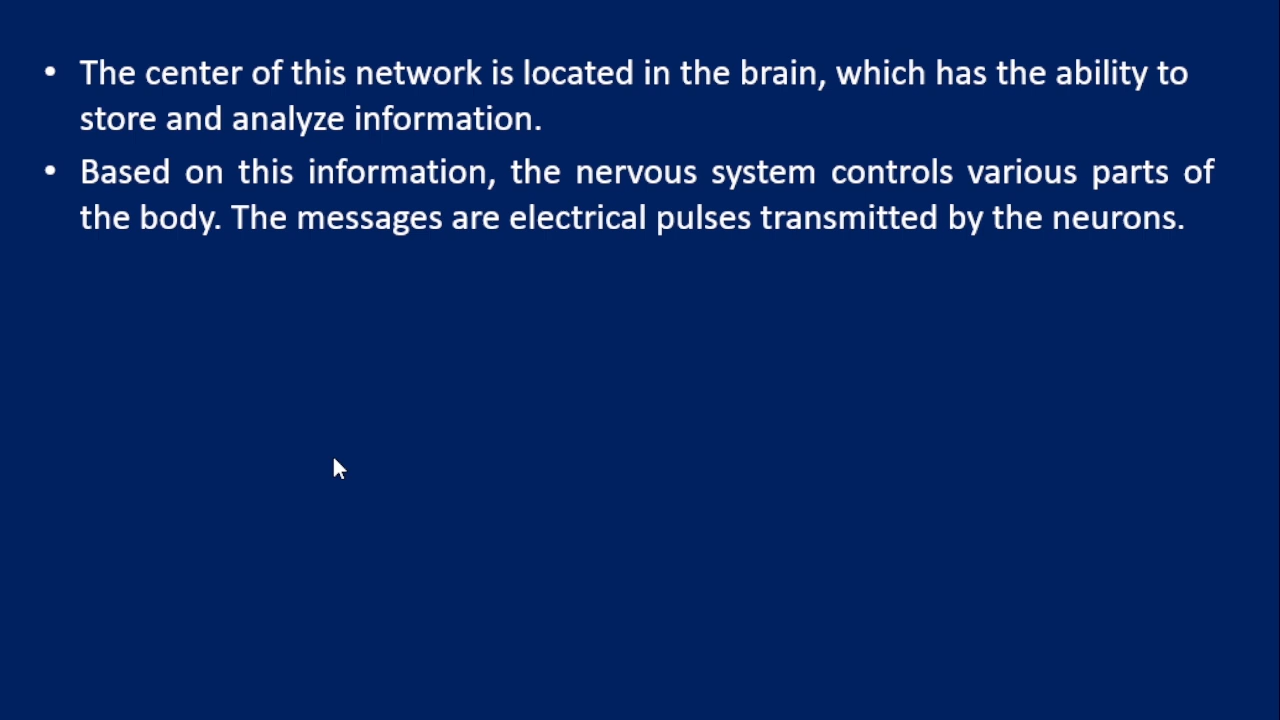 • The center of this network is located in the brain, which has the ability to
store and analyze information.
• Based on this information, the nervous system controls various parts of
the body. The messages are electrical pulses transmitted by the neurons.